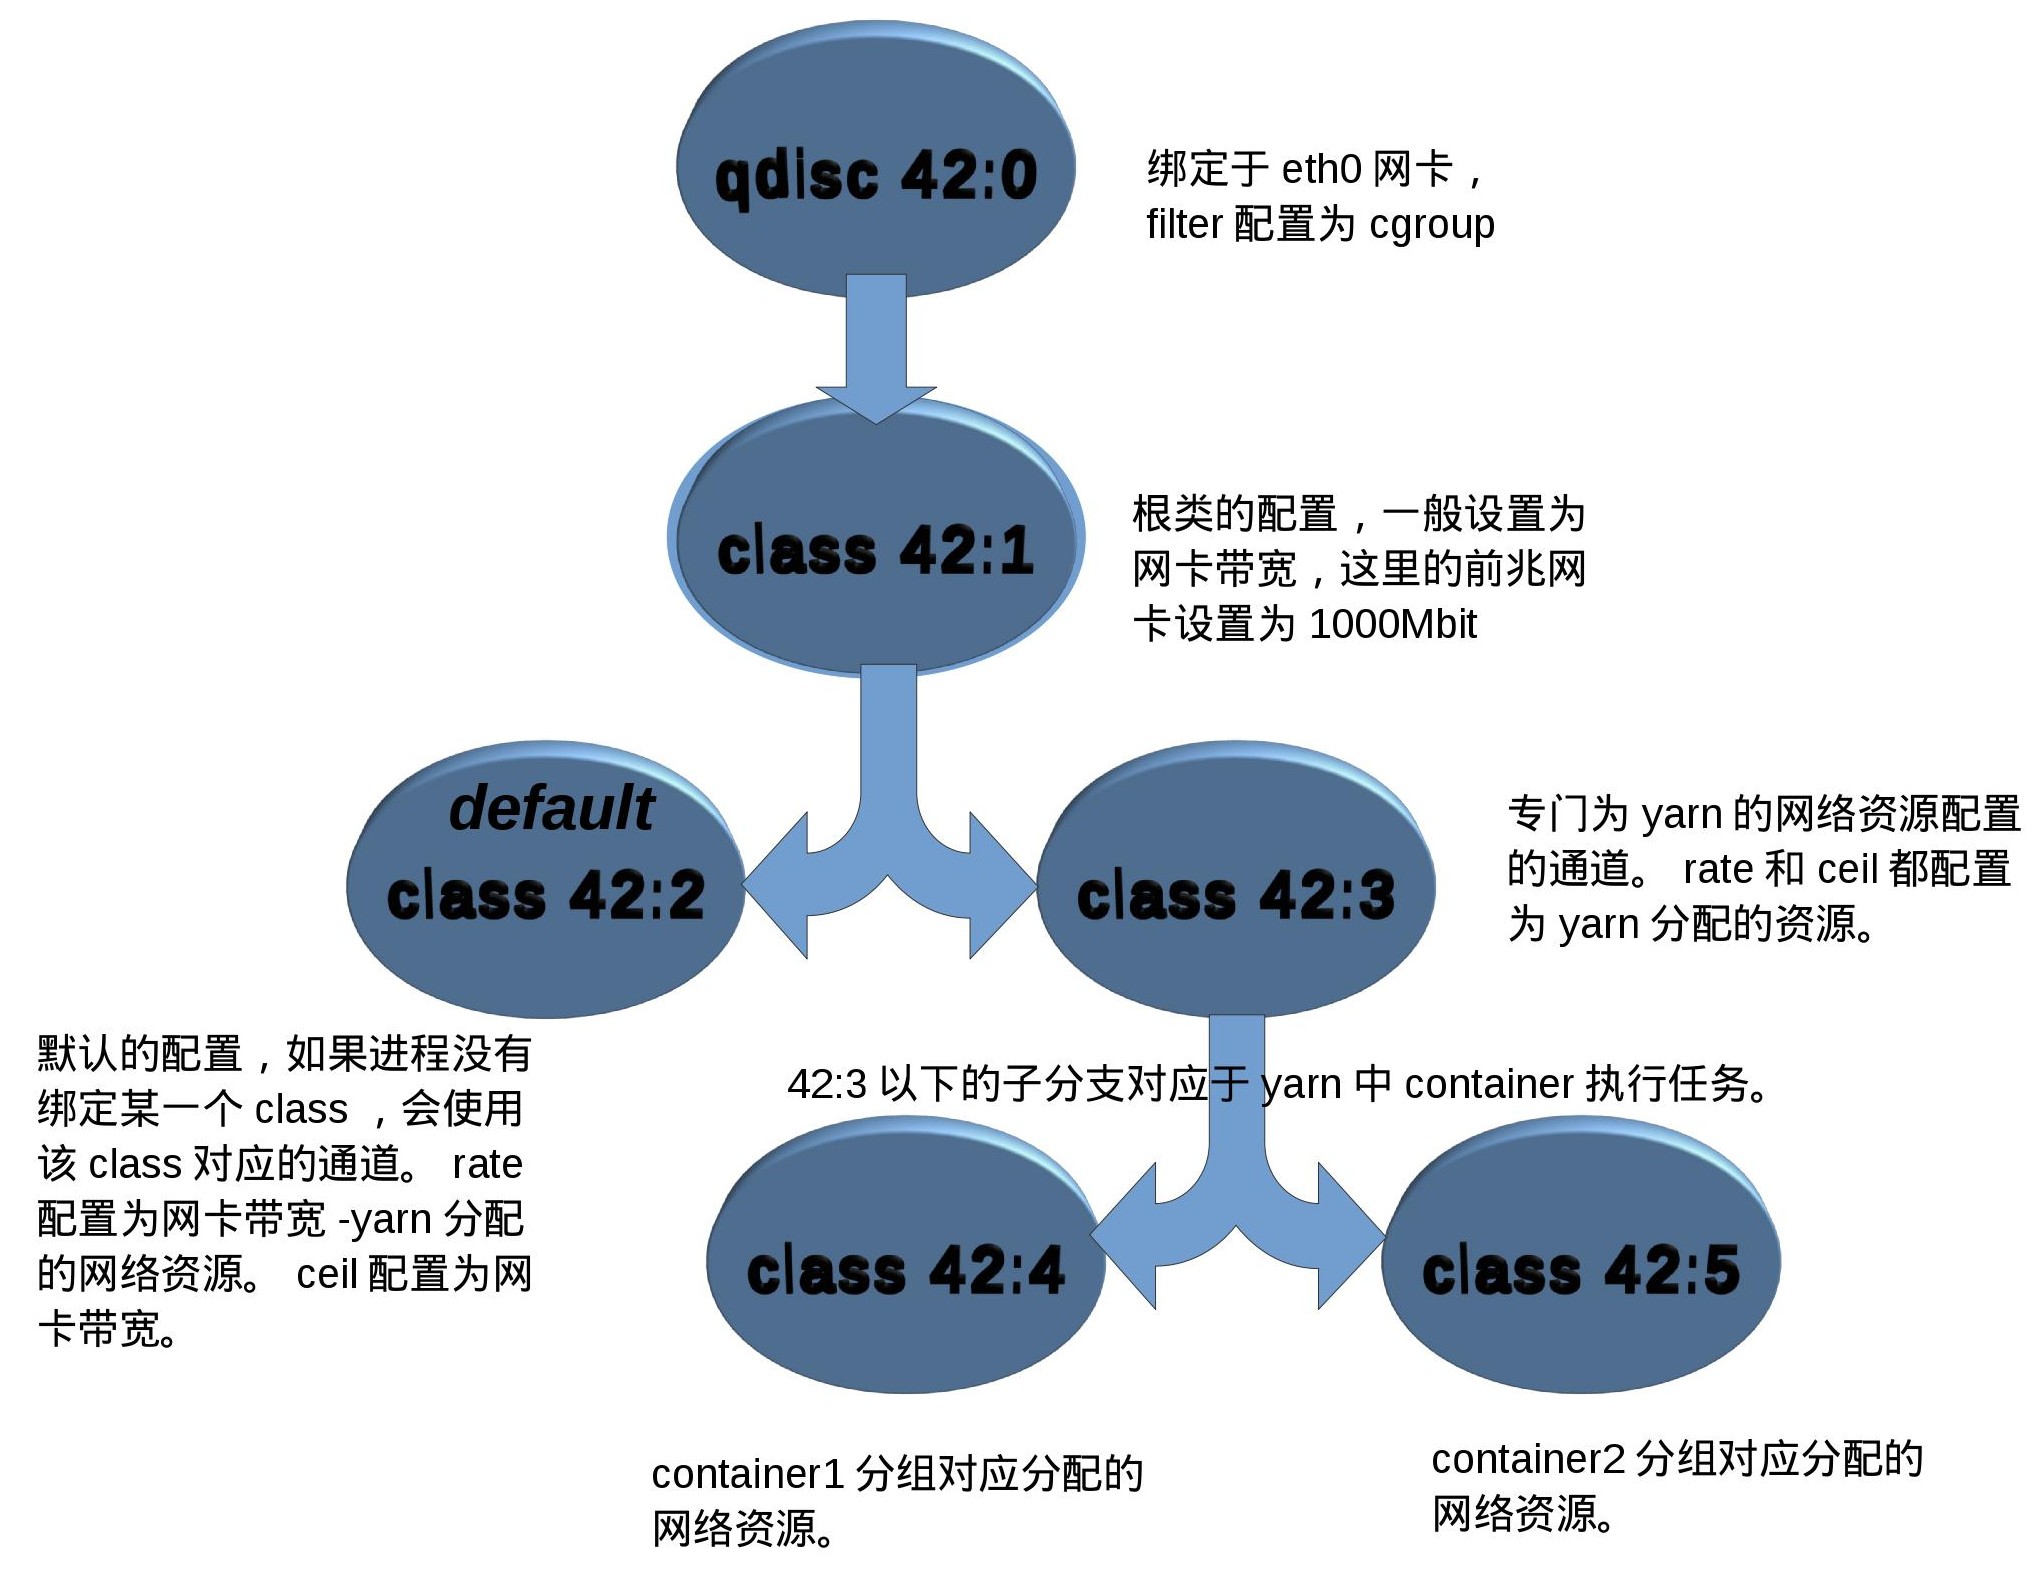 qdisc 42:0
绑定于 eth0 网卡，
filter 配置为 cgroup
class 42:1
根类的配置，一般设置为
网卡带宽，这里的前兆网
卡设置为 1000Mbit
default
class 42:2
class 42:3
专门为 yarn 的网络资源配置
的通道。 rate 和 ceil 都配置
为 yarn 分配的资源。
默认的配置，如果进程没有
绑定某一个 class ，会使用
该 class 对应的通道。 rate
配置为网卡带宽 -yarn 分配
的网络资源。 ceil 配置为网
卡带宽。
42:3 以下的子分支对应于 yarn 中 container 执行任务。
class 42:4
class 42:5
container1 分组对应分配的
网络资源。
container2 分组对应分配的
网络资源。